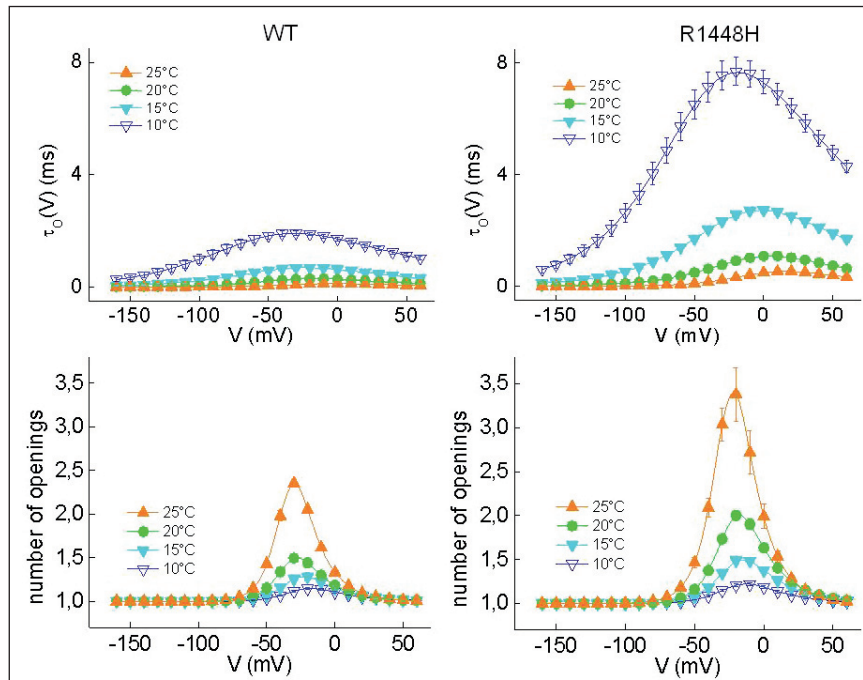 WT
8
4
0
τO(V) (ms)
25°C
20°C
15°C
10°C
-150 -100 -50 0 50
V (mV)
R1448H
8
4
0
τO(V) (ms)
25°C
20°C
15°C
10°C
-150 -100 -50 0 50
V (mV)
3,5
3,0
2,5
2,0
1,5
1,0
number of openings
25°C
20°C
15°C
10°C
-150 -100 -50 0 50
V (mV)
3,5
3,0
2,5
2,0
1,5
1,0
number of openings
25°C
20°C
15°C
10°C
-150 -100 -50 0 50
V (mV)